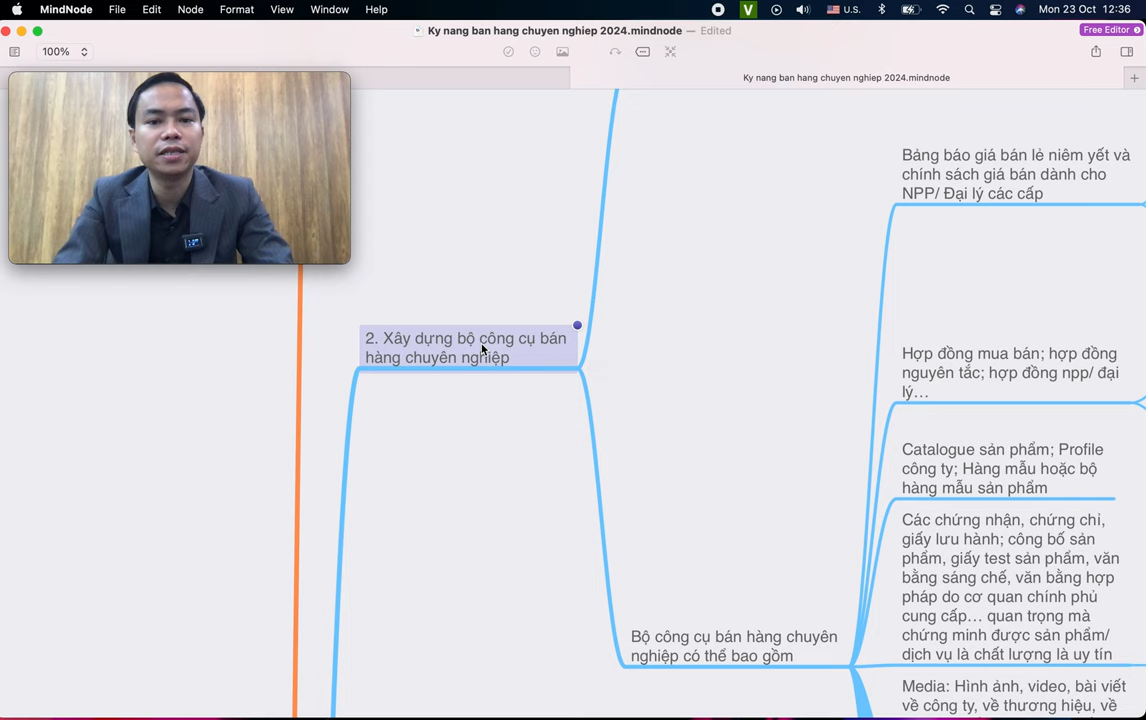 MindNode File Edit Node Format View Window Help
V U.S. Mon 23 Oct 12:36
Ky nang ban hang chuyen nghiep 2024.mindnode — Edited
Free Editor
100%
Ky nang ban hang chuyen nghiep 2024.mindnode
Bảng báo giá bán lẻ niêm yết và
chính sách giá bán dành cho
NPP/ Đại lý các cấp
2. Xây dựng bộ công cụ bán
hàng chuyên nghiệp
Hợp đồng mua bán; hợp đồng
nguyên tắc; hợp đồng npp/ đại
lý…
Catalogue sản phẩm; Profile
công ty; Hàng mẫu hoặc bộ
hàng mẫu sản phẩm
Các chứng nhận, chứng chỉ,
giấy lưu hành; công bố sản
phẩm, giấy test sản phẩm, văn
bằng sáng chế, văn bằng hợp
pháp do cơ quan chính phủ
cung cấp… quan trọng mà
chứng minh được sản phẩm/
dịch vụ là chất lượng là uy tín
Bộ công cụ bán hàng chuyên
nghiệp có thể bao gồm
Media: Hình ảnh, video, bài viết
về công ty, về thương hiệu, về